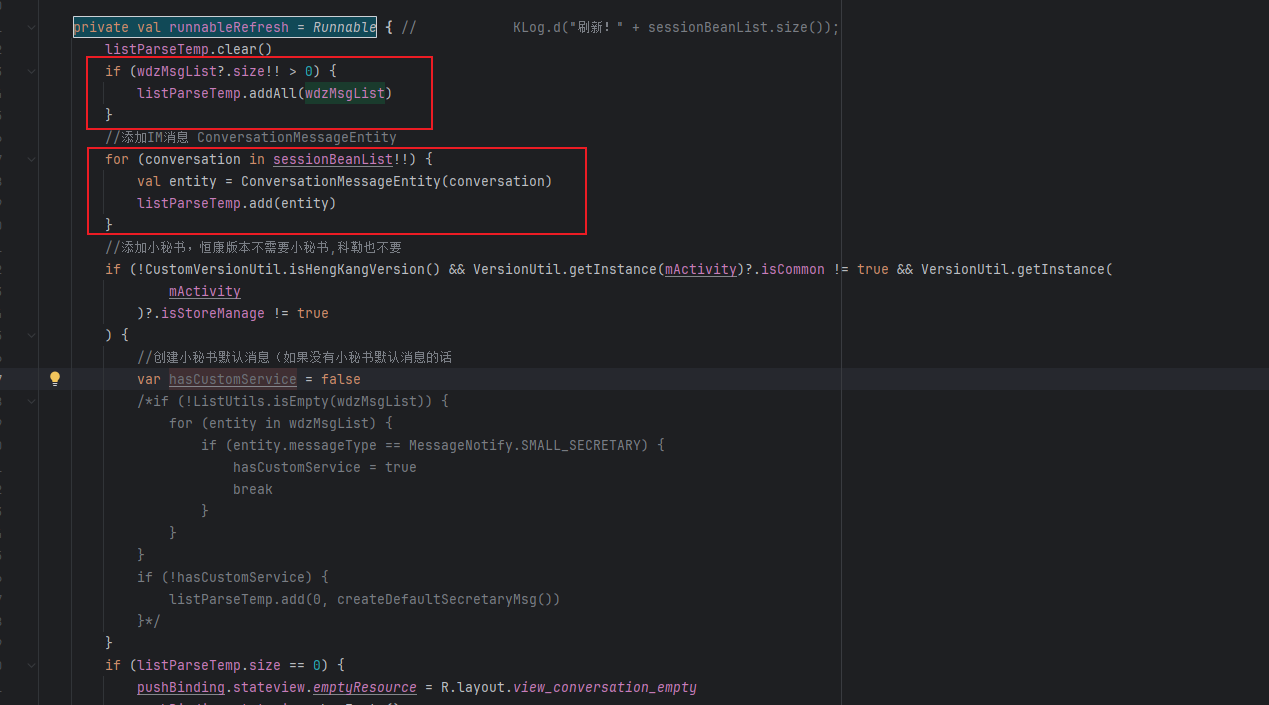 private val runnableRefresh = Runnable { //            KLog.d("刷新！" + sessionBeanList.size());
    listParseTemp.clear()
    if (wdzMsgList?.size!! > 0) {
        listParseTemp.addAll(wdzMsgList)
    }
    //添加IM消息 ConversationMessageEntity
    for (conversation in sessionBeanList!!) {
        val entity = ConversationMessageEntity(conversation)
        listParseTemp.add(entity)
    }
    //添加小秘书，恒康版本不需要小秘书,科勒也不要
    if (!CustomVersionUtil.isHengKangVersion() && VersionUtil.getInstance(mActivity)?.isCommon != true && VersionUtil.getInstance(
            mActivity
        )?.isStoreManage != true
    ) {
        //创建小秘书默认消息（如果没有小秘书默认消息的话
        var hasCustomService = false
        /*if (!ListUtils.isEmpty(wdzMsgList)) {
            for (entity in wdzMsgList) {
                if (entity.messageType == MessageNotify.SMALL_SECRETARY) {
                    hasCustomService = true
                    break
                }
            }
        }
        if (!hasCustomService) {
            listParseTemp.add(0, createDefaultSecretaryMsg())
        }*/
    }
    if (listParseTemp.size == 0) {
        pushBinding.stateview.emptyResource = R.layout.view_conversation_empty